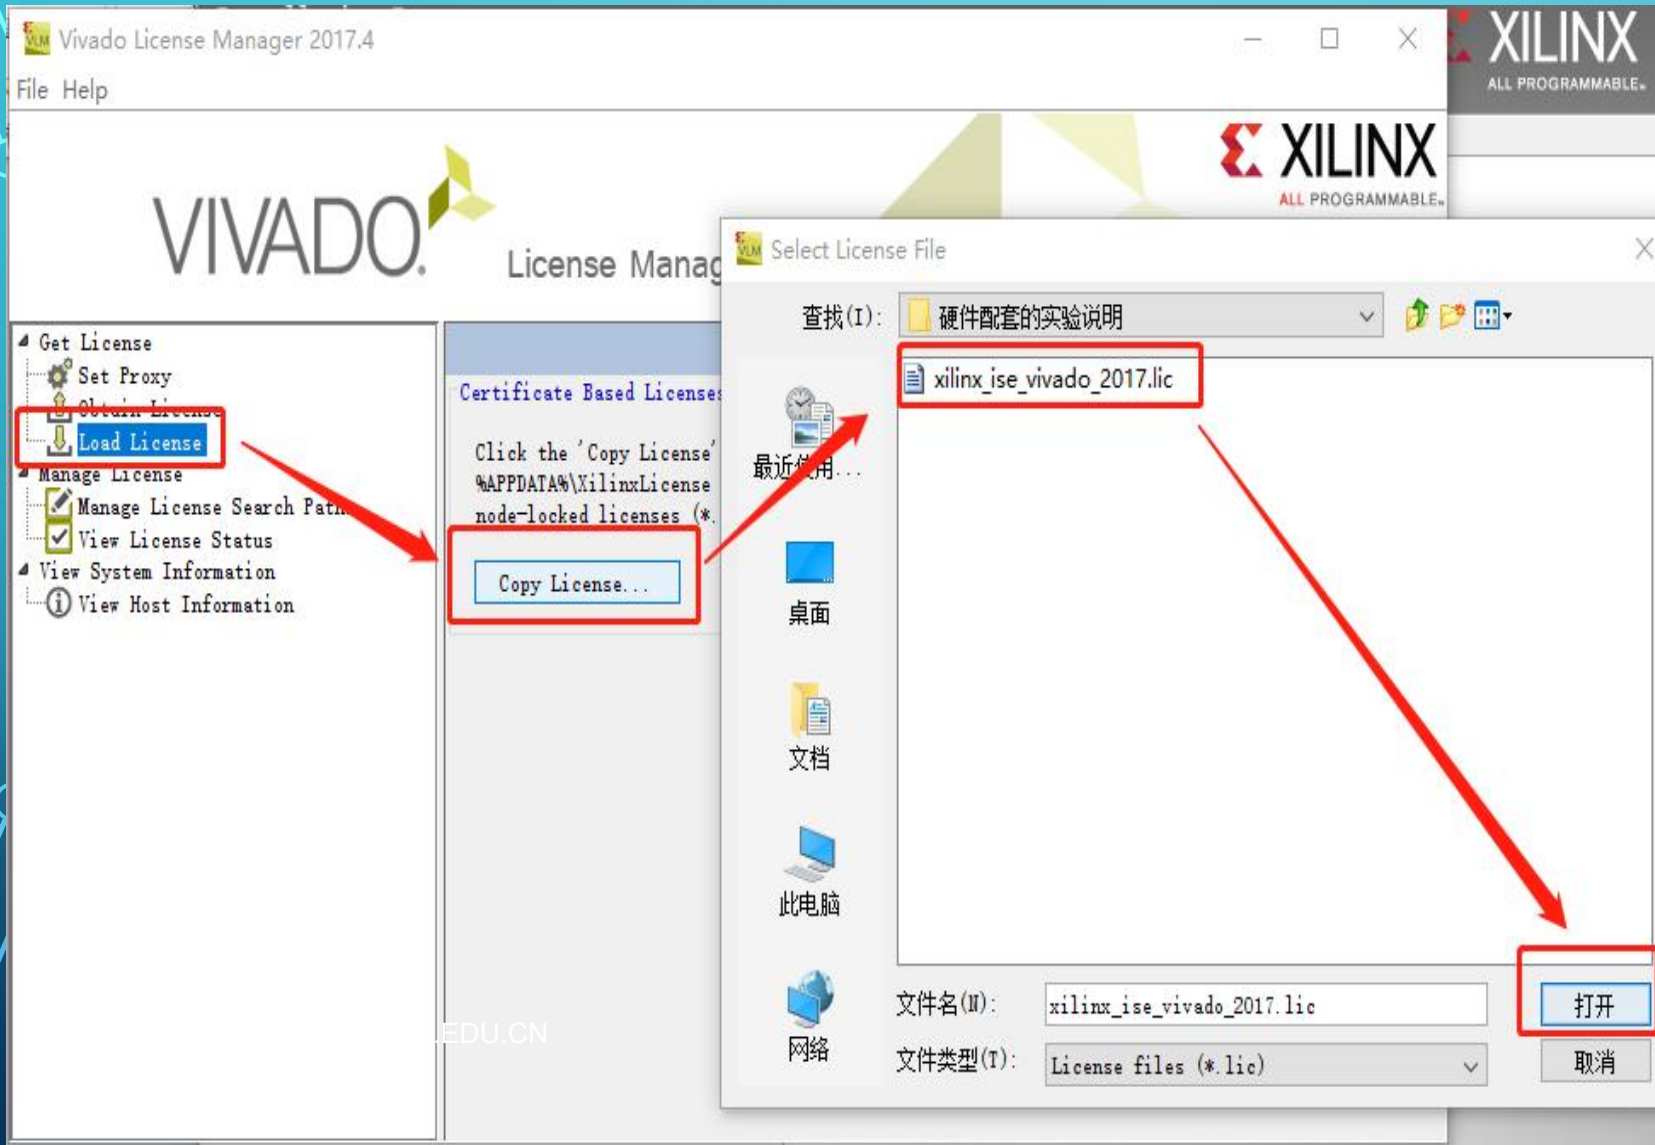 Vivado License Manager 2017.4
File Help
XILINX
ALL PROGRAMMABLE™
XILINX
ALL PROGRAMMABLE™
VIVADO®
License Manag
Get License
Set Proxy
Obtain License
Load License
Manage License
Manage License Search Path
View License Status
View System Information
View Host Information
Certificate Based Licenses
Click the 'Copy License'
%APPDATA%\XilinxLicense
node-locked licenses (*.
Copy License...
Select License File
查找(I):
硬件配套的实验说明
xilinx_ise_vivado_2017.lic
最近使用...
桌面
文档
此电脑
网络
文件名(N):
xilinx_ise_vivado_2017.lic
打开
文件类型(T):
License files (*.lic)
取消
.EDU.CN